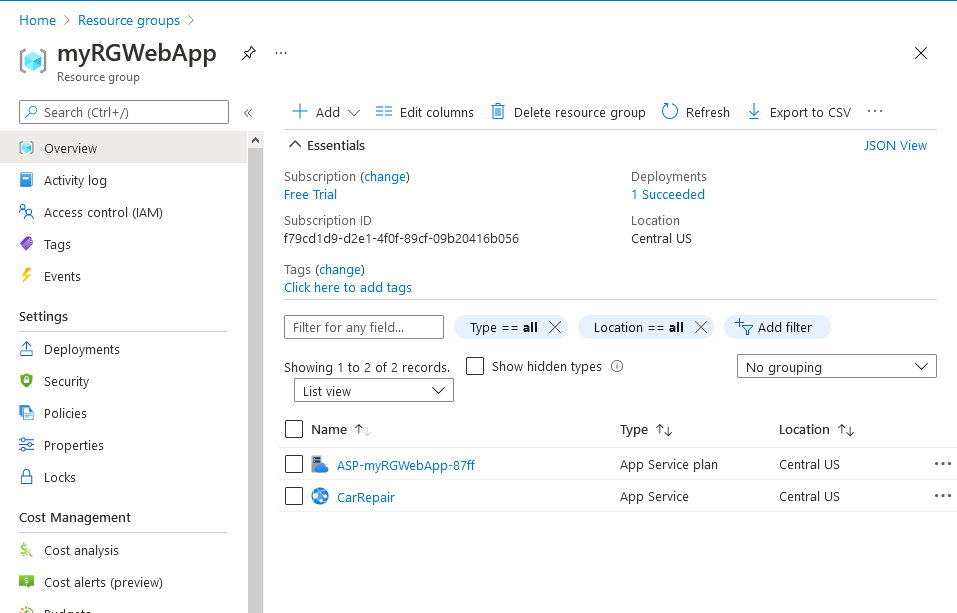 Home > Resource groups >
myRGWebApp ...
Resource group
Search (Ctrl+/) «
Overview
Activity log
Access control (IAM)
Tags
Events
Settings
Deployments
Security
Policies
Properties
Locks
Cost Management
Cost analysis
Cost alerts (preview)
Budgets
Add Edit columns Delete resource group Refresh Export to CSV ...
Essentials JSON View
Subscription (change) Deployments
Free Trial 1 Succeeded
Subscription ID Location
f79cd1d9-d2e1-4f0f-89cf-09b20416b056 Central US
Tags (change)
Click here to add tags
Filter for any field... Type == all Location == all Add filter
Showing 1 to 2 of 2 records. Show hidden types No grouping
List view
Name Type Location
ASP-myRGWebApp-87ff App Service plan Central US ...
CarRepair App Service Central US ...